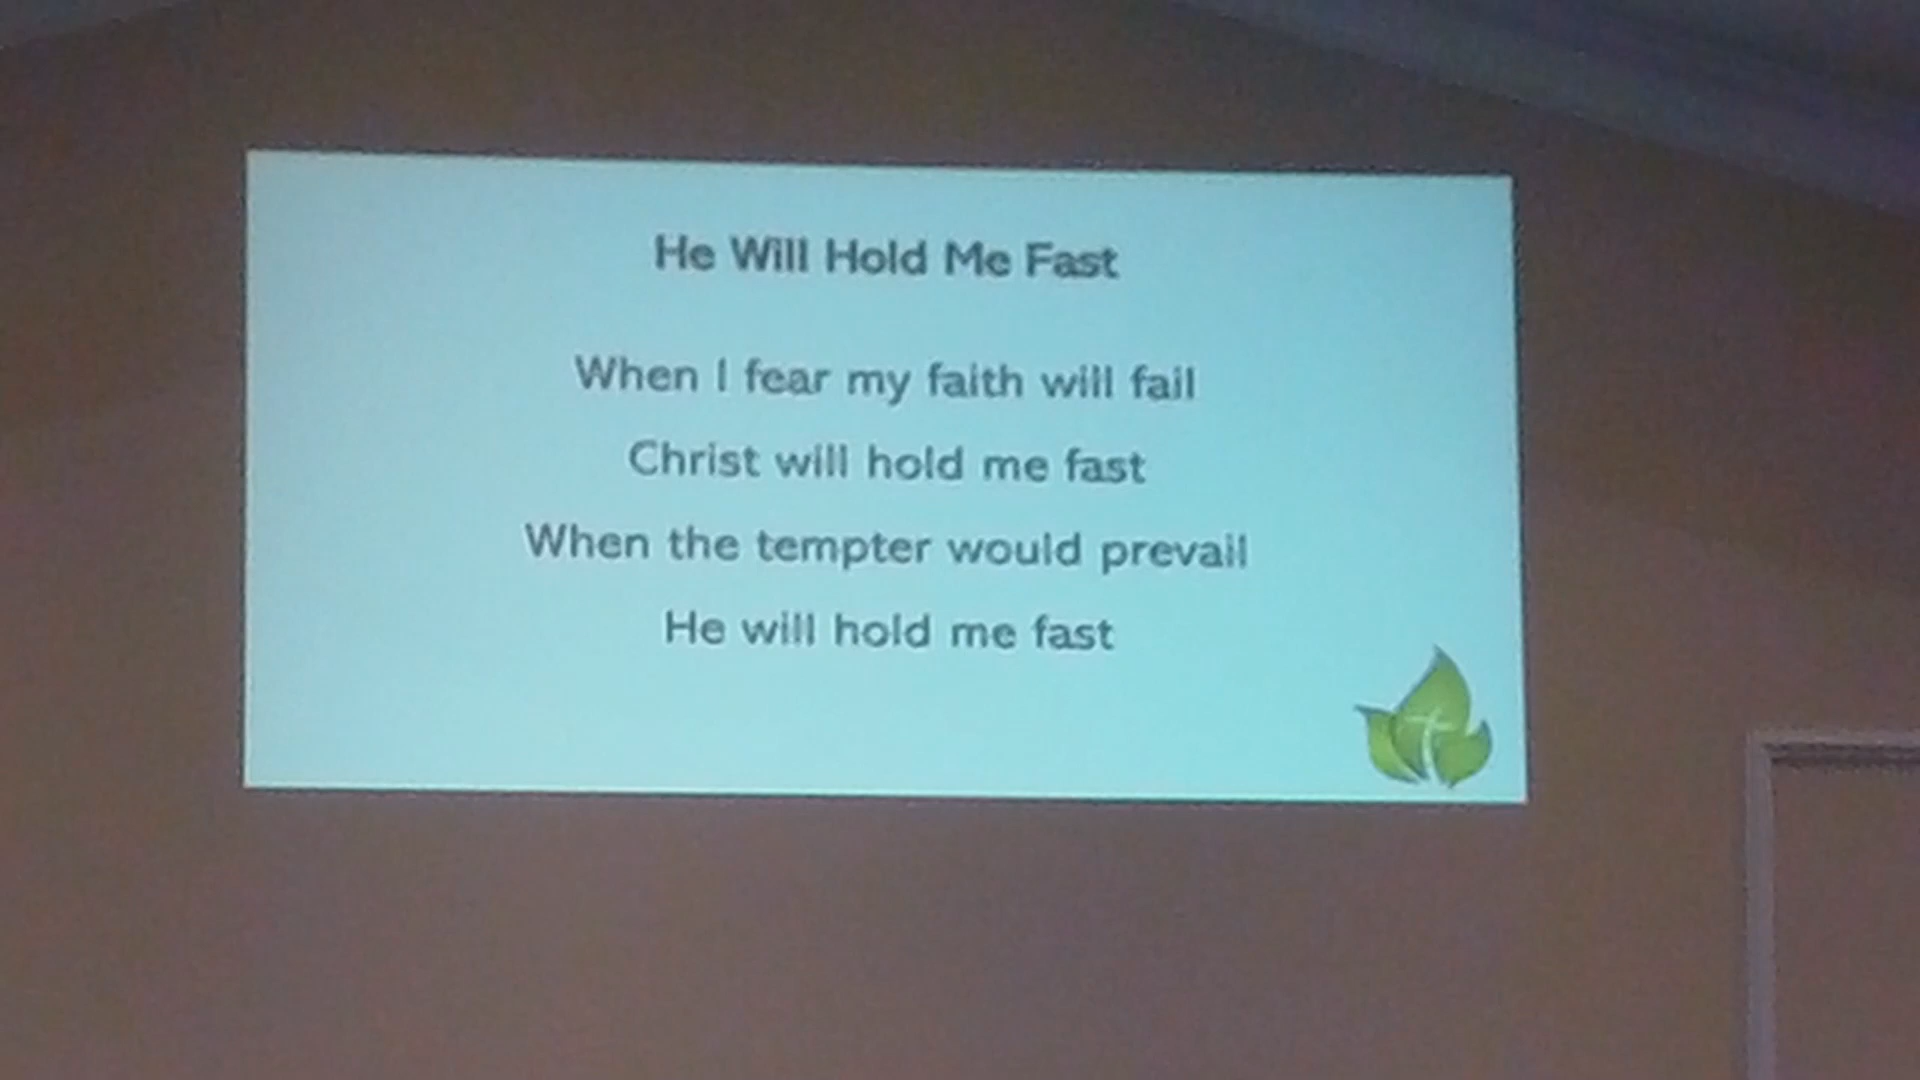 He Will Hold Me Fast
When I fear my faith will fail
Christ will hold me fast
When the tempter would prevail
He will hold me fast